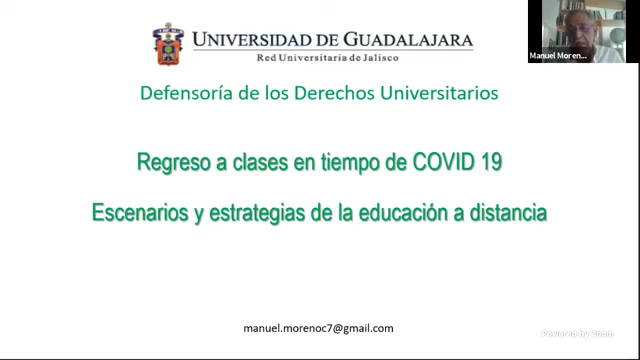 UNIVERSIDAD DE GUADALAJARA
Red Universitaria de Jalisco
Manuel Moren...
Defensoría de los Derechos Universitarios
Regreso a clases en tiempo de COVID 19
Escenarios y estrategias de la educación a distancia
manuel.morenoc7@gmail.com
Powered by Zoom